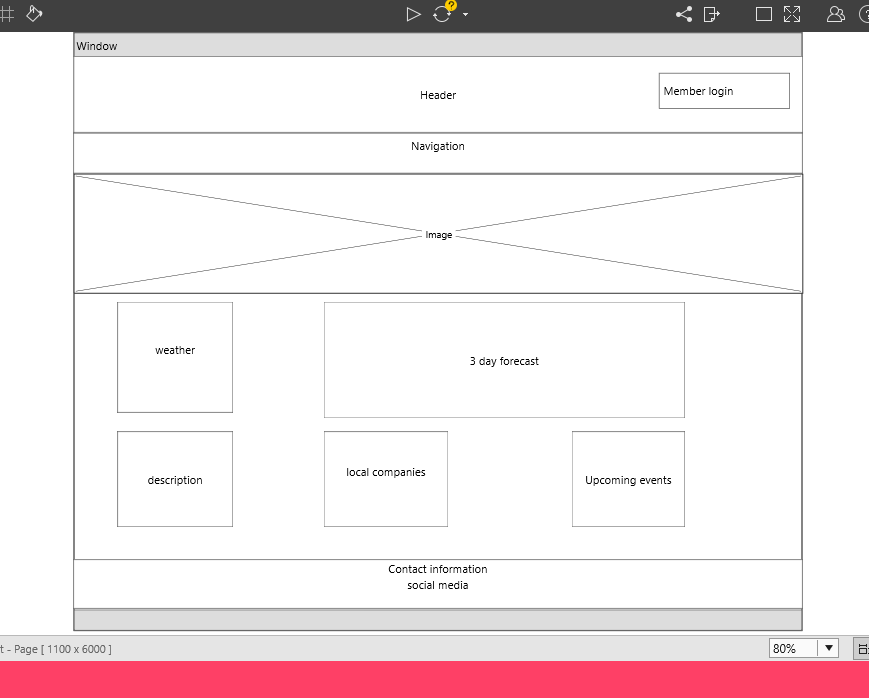 Window
Header
Member login
Navigation
Image
weather
3 day forecast
description
local companies
Upcoming events
Contact information
social media
t - Page [ 1100 x 6000 ]
80%